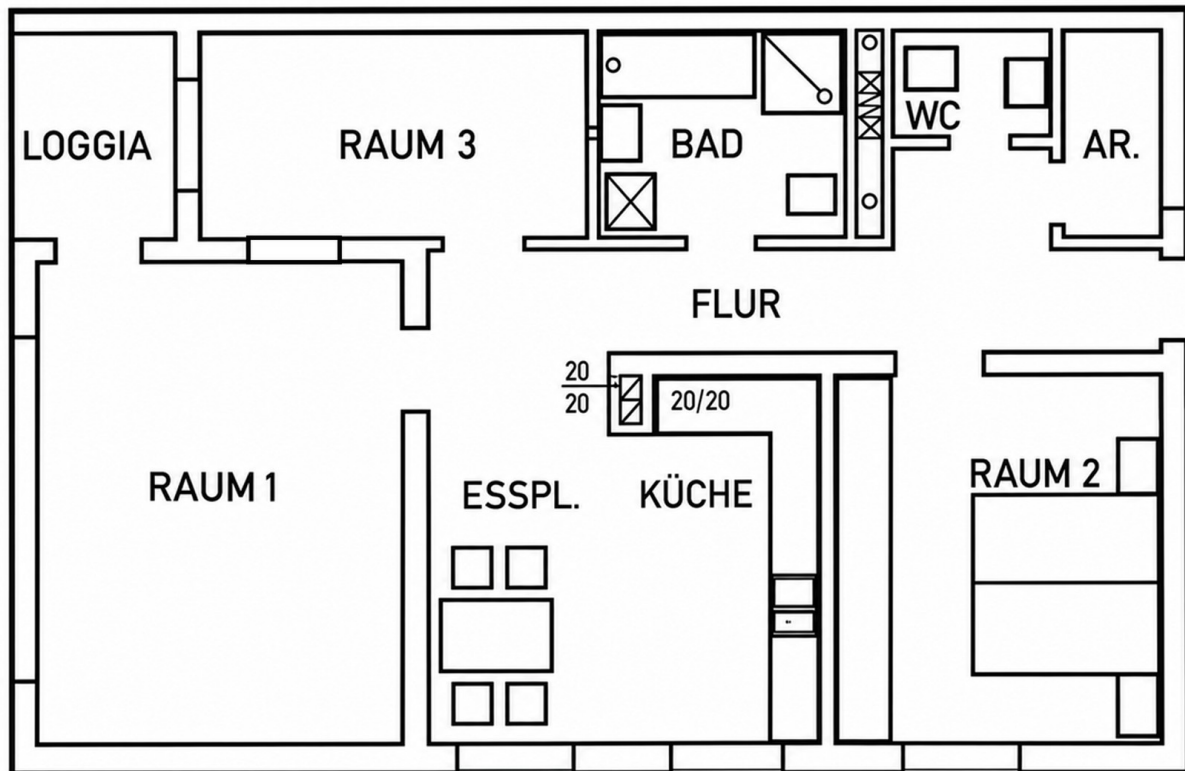 LOGGIA
RAUM 3
BAD
WC
AR.
FLUR
20
20
20/20
RAUM 1
ESSPL.
KÜCHE
RAUM 2